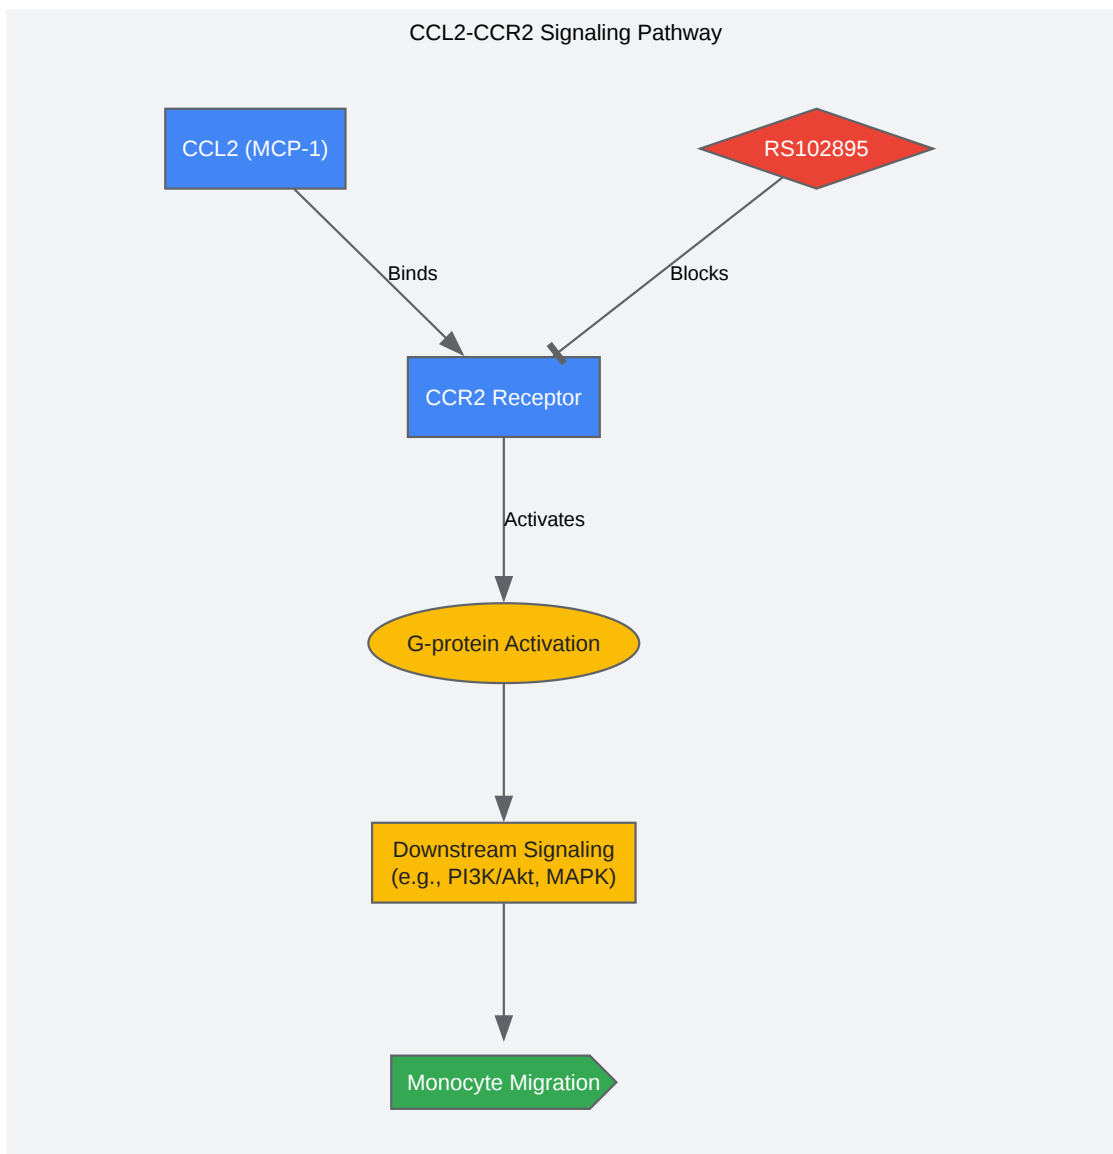 CCL2-CCR2 Signaling Pathway
CCL2 (MCP-1)
RS102895
Binds
Blocks
CCR2 Receptor
Activates
G-protein Activation
Downstream Signaling
(e.g., PI3K/Akt, MAPK)
Monocyte Migration